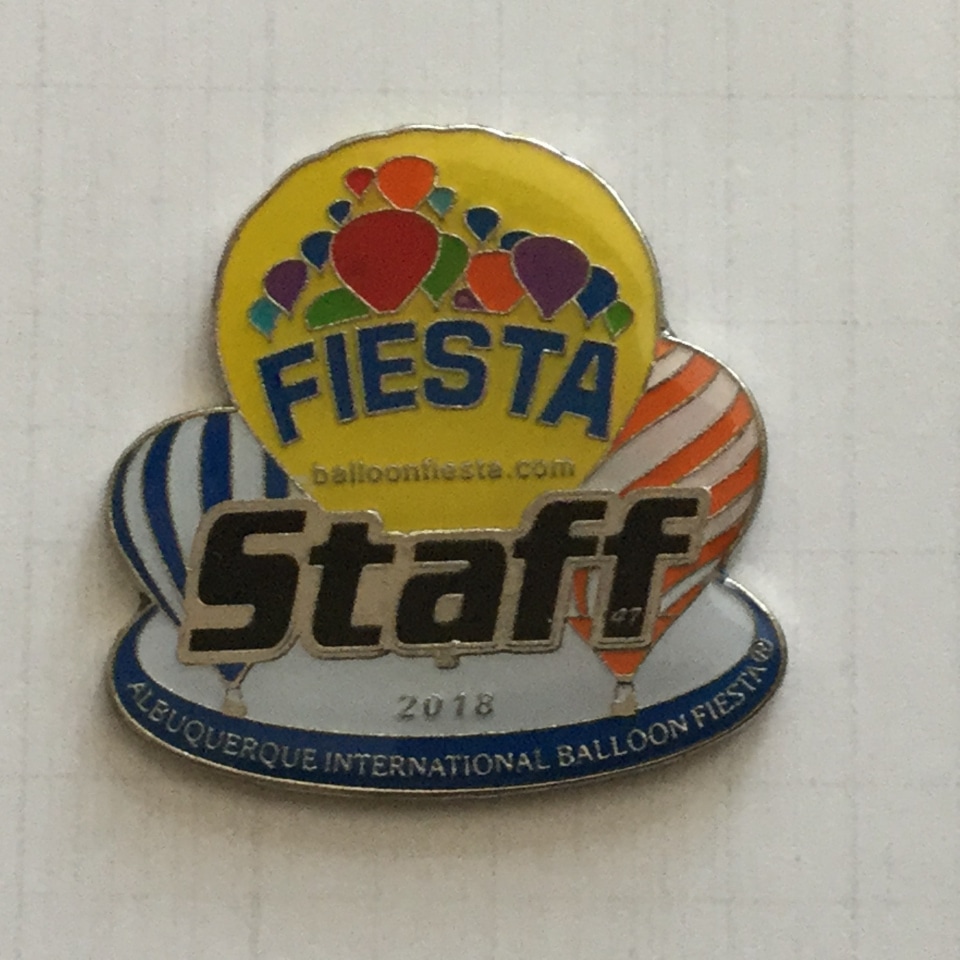 FIESTA
balloonfiesta.com
Staff
47
2018
ALBUQUERQUE INTERNATIONAL BALLOON FIESTA®